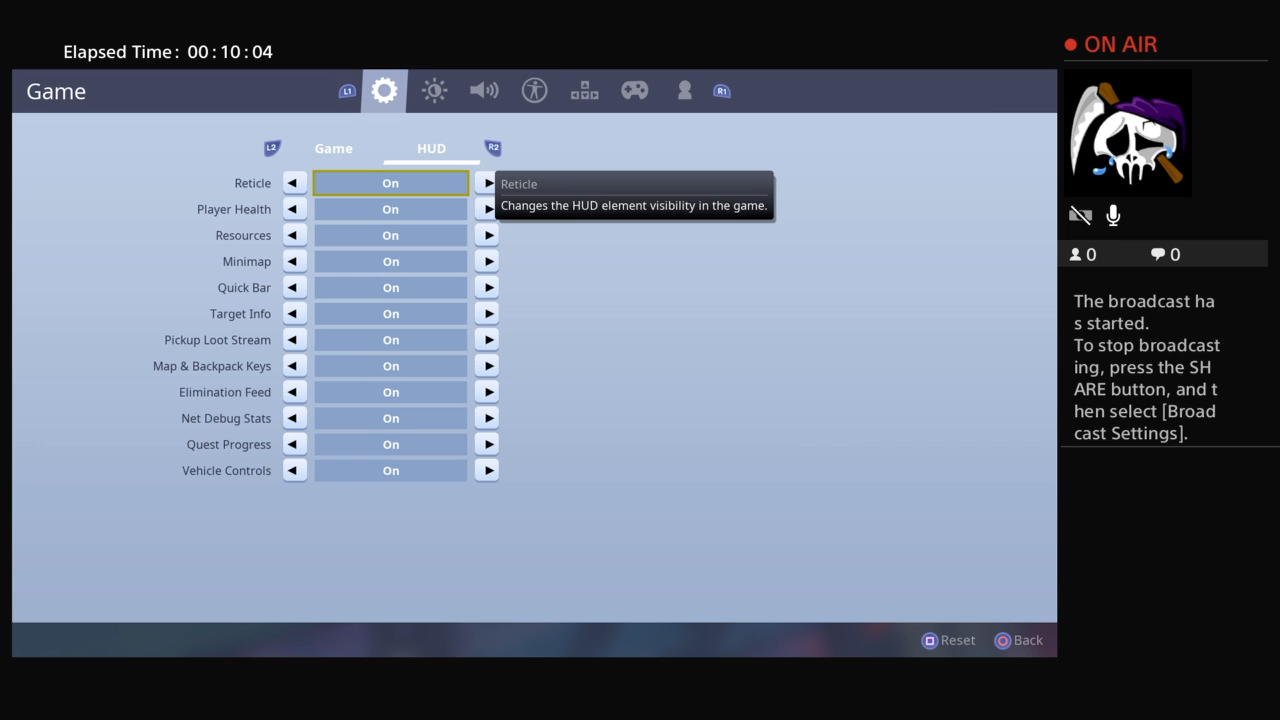 Elapsed Time: 00:10:04
ON AIR
Game
L1
R1
L2
Game
HUD
R2
Reticle
On
Reticle
Changes the HUD element visibility in the game.
Player Health
On
Resources
On
Minimap
On
Quick Bar
On
Target Info
On
Pickup Loot Stream
On
Map & Backpack Keys
On
Elimination Feed
On
Net Debug Stats
On
Quest Progress
On
Vehicle Controls
On
Reset
Back
0
0
The broadcast ha
s started.
To stop broadcast
ing, press the SH
ARE button, and t
hen select [Broad
cast Settings].